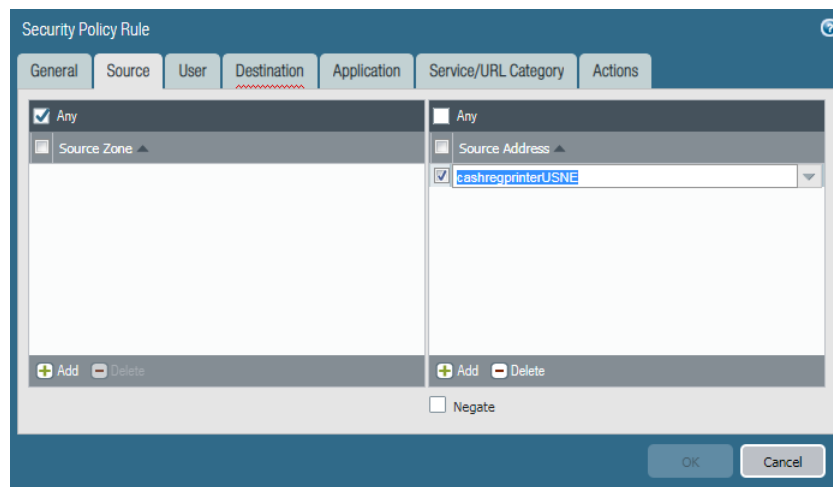 Security Policy Rule
General Source User Destination Application Service/URL Category Actions
Any
Source Zone
Add Delete
Any
Source Address
cashregprinterUSNE
Add Delete
Negate
OK Cancel